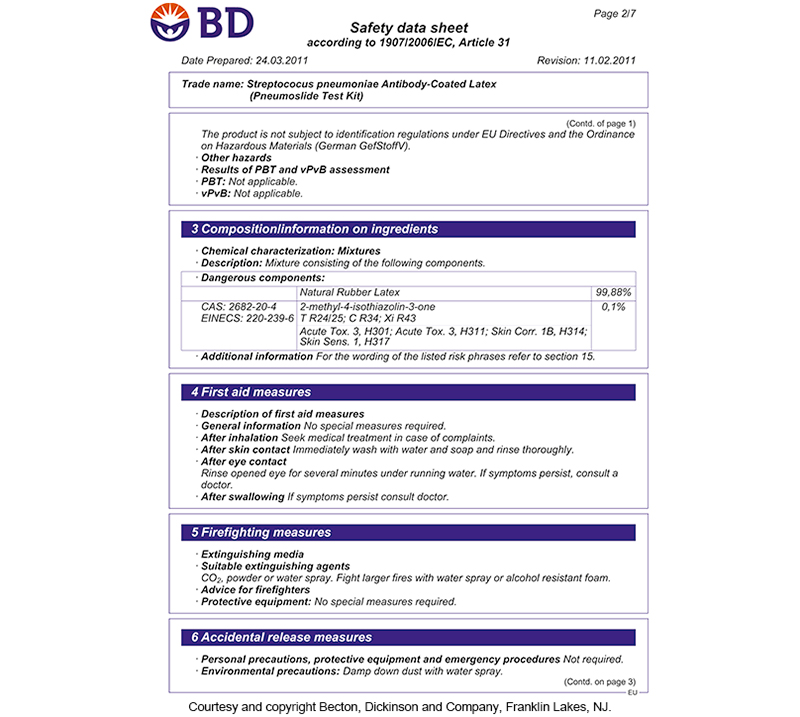 BD
Page 2/7
Safety data sheet
according to 1907/2006/EC, Article 31
Date Prepared: 24.03.2011 Revision: 11.02.2011
Trade name: Streptococus pneumoniae Antibody-Coated Latex
(Pneumoslide Test Kit)
(Contd. of page 1)
The product is not subject to identification regulations under EU Directives and the Ordinance
on Hazardous Materials (German GefStoffV).
· Other hazards
· Results of PBT and vPvB assessment
· PBT: Not applicable.
· vPvB: Not applicable.
3 Composition/information on ingredients
· Chemical characterization: Mixtures
· Description: Mixture consisting of the following components.
· Dangerous components:
Natural Rubber Latex 99,88%
CAS: 2682-20-4 2-methyl-4-isothiazolin-3-one 0,1%
EINECS: 220-239-6 T R24/25; C R34; Xi R43
Acute Tox. 3, H301; Acute Tox. 3, H311; Skin Corr. 1B, H314;
Skin Sens. 1, H317
· Additional information For the wording of the listed risk phrases refer to section 15.
4 First aid measures
· Description of first aid measures
· General information No special measures required.
· After inhalation Seek medical treatment in case of complaints.
· After skin contact Immediately wash with water and soap and rinse thoroughly.
· After eye contact
Rinse opened eye for several minutes under running water. If symptoms persist, consult a
doctor.
· After swallowing If symptoms persist consult doctor.
5 Firefighting measures
· Extinguishing media
· Suitable extinguishing agents
CO₂, powder or water spray. Fight larger fires with water spray or alcohol resistant foam.
· Advice for firefighters
· Protective equipment: No special measures required.
6 Accidental release measures
· Personal precautions, protective equipment and emergency procedures Not required.
· Environmental precautions: Damp down dust with water spray.
(Contd. on page 3)
EU
Courtesy and copyright Becton, Dickinson and Company, Franklin Lakes, NJ.